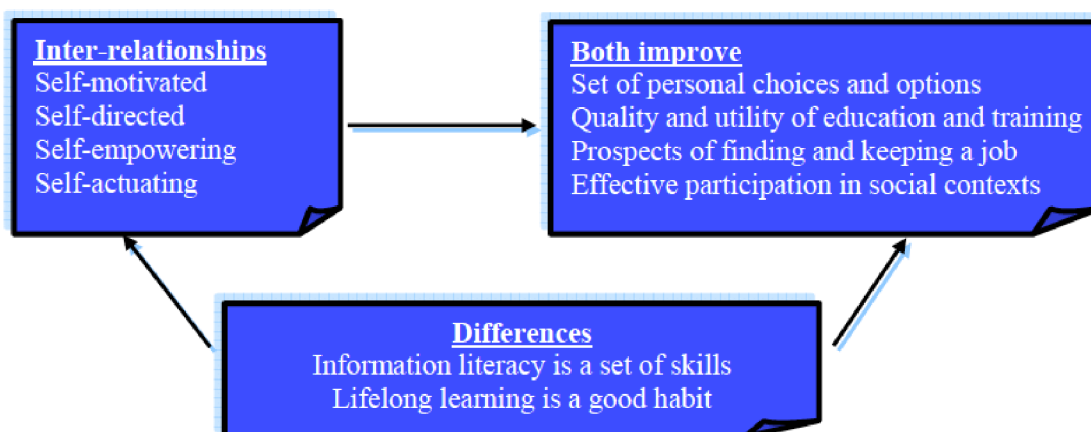 Inter-relationships
Self-motivated
Self-directed
Self-empowering
Self-actuating
Both improve
Set of personal choices and options
Quality and utility of education and training
Prospects of finding and keeping a job
Effective participation in social contexts
Differences
Information literacy is a set of skills
Lifelong learning is a good habit